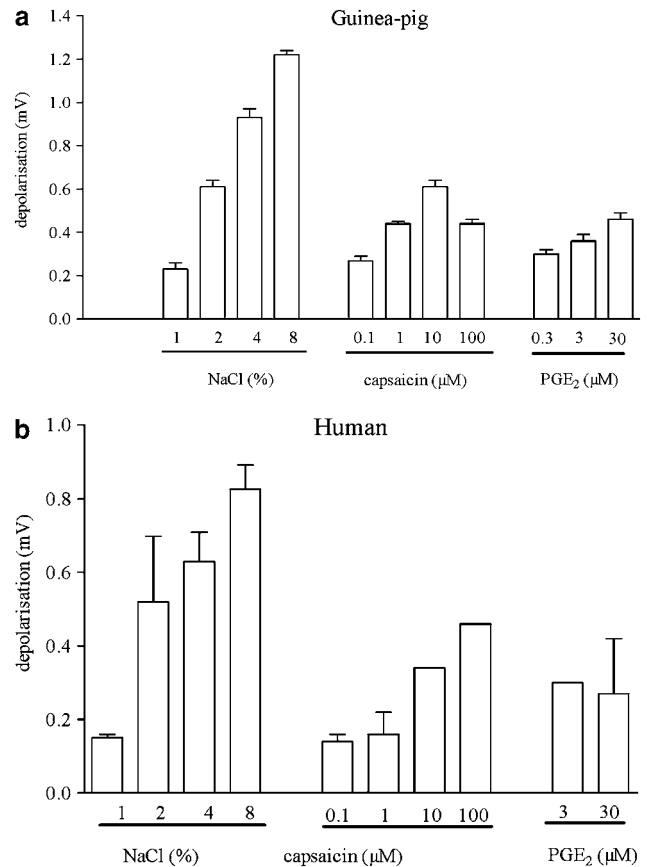 a
Guinea-pig
depolarisation (mV)
1.4
1.2
1.0
0.8
0.6
0.4
0.2
0.0
1 2 4 8 0.1 1 10 100 0.3 3 30
NaCl (%) capsaicin (µM) PGE₂ (µM)
b
Human
depolarisation (mV)
1.0
0.8
0.6
0.4
0.2
0.0
1 2 4 8 0.1 1 10 100 3 30
NaCl (%) capsaicin (µM) PGE₂ (µM)